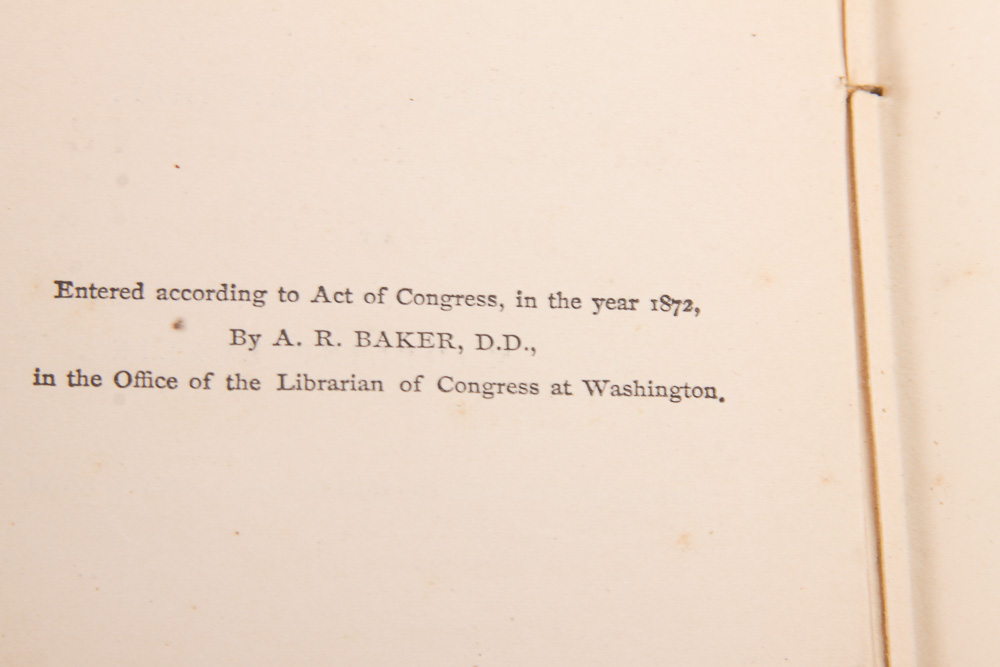 Entered according to Act of Congress, in the year 1872,
By A. R. BAKER, D.D.,
in the Office of the Librarian of Congress at Washington.